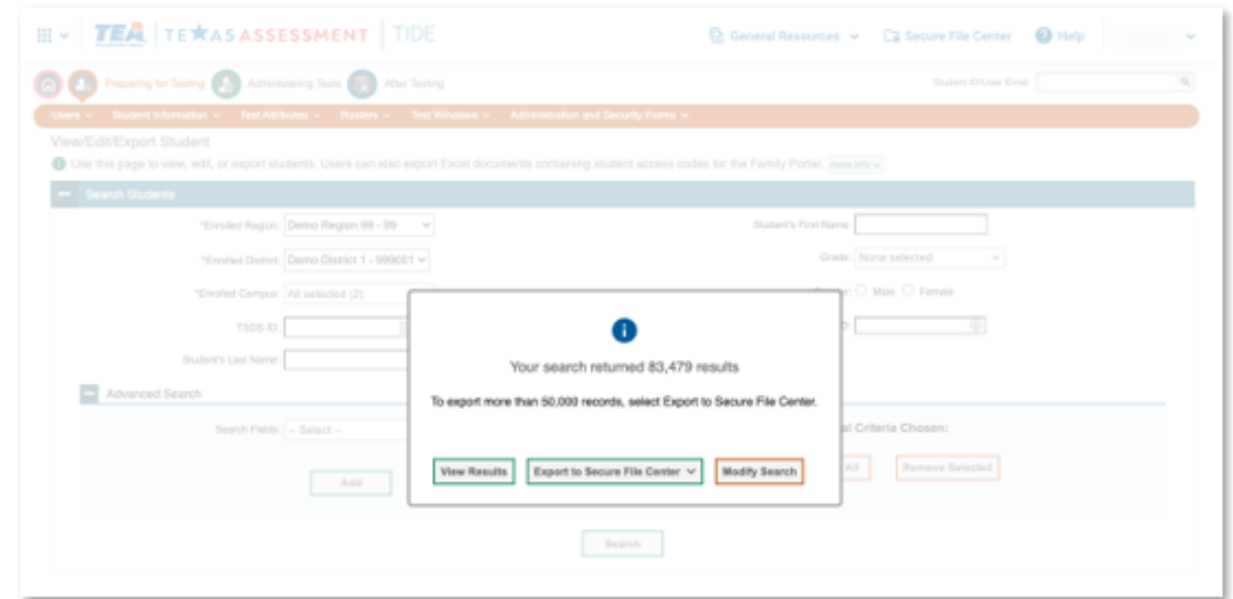 TEA TEXAS ASSESSMENT TIDE General Resources Secure File Center Help
Preparing for Testing Administering Tests After Testing Student ID/User Email
Users Student Information Test Attributes Rosters Test Windows Administration and Security Forms
View/Edit/Export Student
Use this page to view, edit, or export students. Users can also export Excel documents containing student access codes for the Family Portal. more info
Search Students
*Enrolled Region: Demo Region 99 - 99 Student's First Name:
*Enrolled District: Demo District 1 - 999001 Grade: None selected
*Enrolled Campus: All selected (2) Male Female
TSDS ID:
Student's Last Name:
Your search returned 83,479 results
To export more than 50,000 records, select Export to Secure File Center.
Advanced Search
Search Fields: -- Select -- Criteria Chosen:
View Results Export to Secure File Center Modify Search
Add All Remove Selected
Search